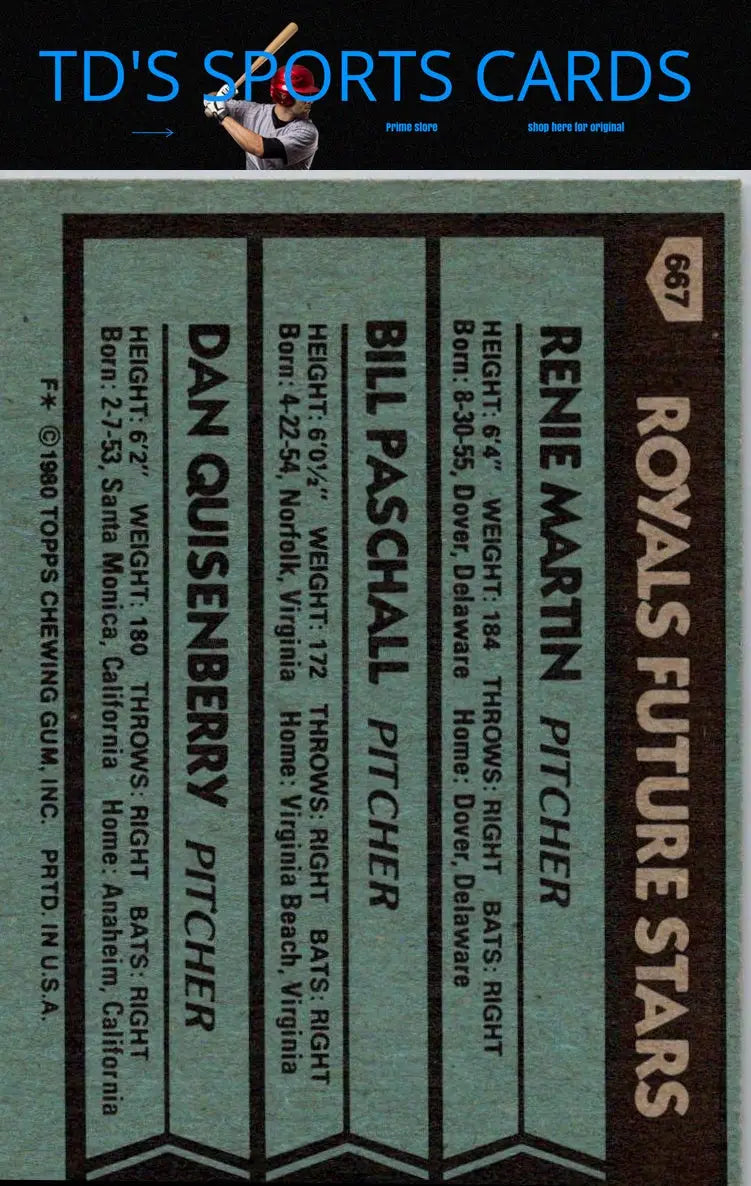 TD'S SPORTS CARDS
Prime store
shop here for original
667
ROYALS FUTURE STARS
RENIE MARTIN PITCHER
HEIGHT: 6'4" WEIGHT: 184 THROWS: RIGHT BATS: RIGHT
Born: 8-30-55, Dover, Delaware Home: Dover, Delaware
BILL PASCHALL PITCHER
HEIGHT: 6'0½" WEIGHT: 172 THROWS: RIGHT BATS: RIGHT
Born: 4-22-54, Norfolk, Virginia Home: Virginia Beach, Virginia
DAN QUISENBERRY PITCHER
HEIGHT: 6'2" WEIGHT: 180 THROWS: RIGHT BATS: RIGHT
Born: 2-7-53, Santa Monica, California Home: Anaheim, California
F* © 1980 TOPPS CHEWING GUM, INC. PRTD. IN U.S.A.